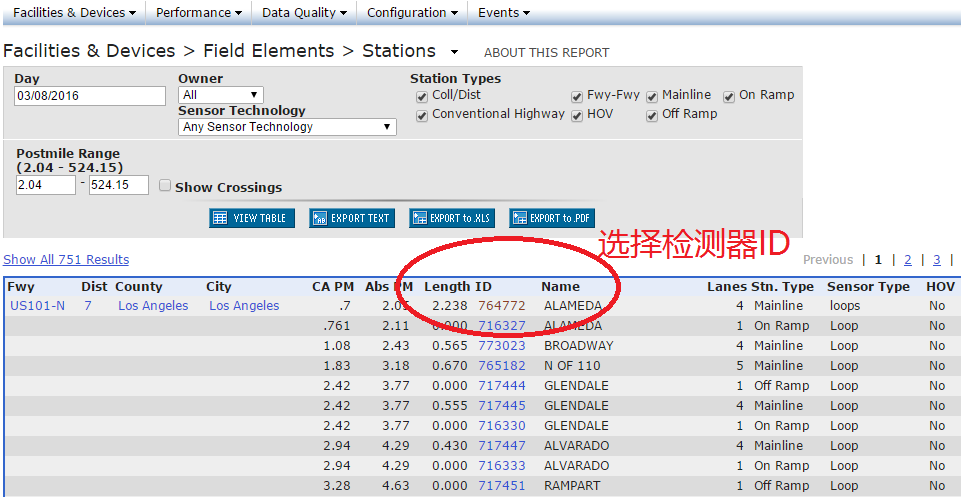 Facilities & Devices Performance Data Quality Configuration Events
Facilities & Devices > Field Elements > Stations ABOUT THIS REPORT
Day Owner Station Types
03/08/2016 All Coll/Dist Fwy-Fwy Mainline On Ramp
Sensor Technology Conventional Highway HOV Off Ramp
Any Sensor Technology
Postmile Range
(2.04 - 524.15)
2.04 - 524.15 Show Crossings
VIEW TABLE EXPORT TEXT EXPORT to .XLS EXPORT to .PDF
选择检测器ID
Show All 751 Results Previous | 1 | 2 | 3 |
Fwy Dist County City CA PM Abs PM Length ID Name Lanes Stn. Type Sensor Type HOV
US101-N 7 Los Angeles Los Angeles .7 2.05 2.238 764772 ALAMEDA 4 Mainline loops No
.761 2.11 0.000 716327 ALAMEDA 1 On Ramp Loop No
1.08 2.43 0.565 773023 BROADWAY 4 Mainline Loop No
1.83 3.18 0.670 765182 N OF 110 5 Mainline Loop No
2.42 3.77 0.000 717444 GLENDALE 1 Off Ramp Loop No
2.42 3.77 0.555 717445 GLENDALE 4 Mainline Loop No
2.42 3.77 0.000 716330 GLENDALE 1 On Ramp Loop No
2.94 4.29 0.430 717447 ALVARADO 4 Mainline Loop No
2.94 4.29 0.000 716333 ALVARADO 1 On Ramp Loop No
3.28 4.63 0.000 717451 RAMPART 1 Off Ramp Loop No